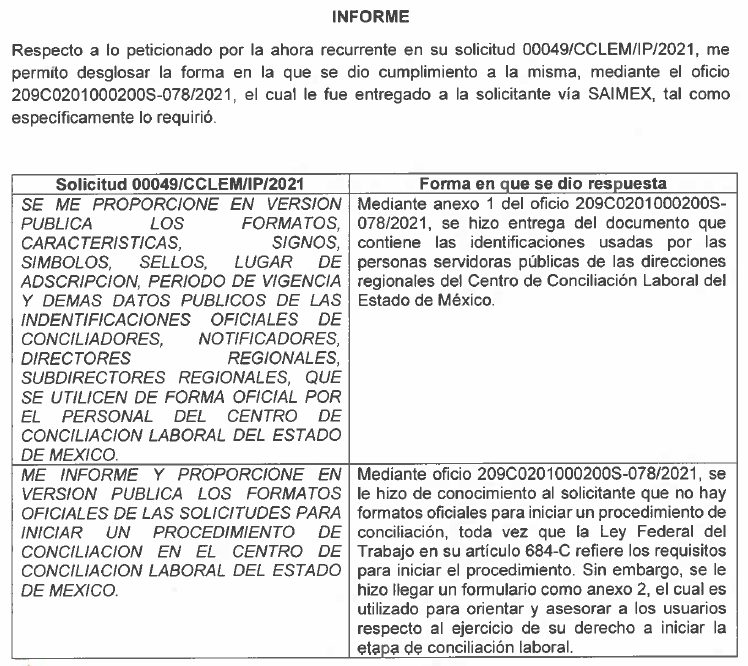 INFORME
Respecto a lo peticionado por la ahora recurrente en su solicitud 00049/CCLEM/IP/2021, me
permito desglosar la forma en la que se dio cumplimiento a la misma, mediante el oficio
209C0201000200S-078/2021, el cual le fue entregado a la solicitante vía SAIMEX, tal como
específicamente lo requirió.
Solicitud 00049/CCLEM/IP/2021
SE ME PROPORCIONE EN VERSION
PUBLICA LOS FORMATOS,
CARACTERISTICAS, SIGNOS,
SIMBOLOS, SELLOS, LUGAR DE
ADSCRIPCION, PERIODO DE VIGENCIA
Y DEMAS DATOS PUBLICOS DE LAS
INDENTIFICACIONES OFICIALES DE
CONCILIADORES, NOTIFICADORES,
DIRECTORES REGIONALES,
SUBDIRECTORES REGIONALES, QUE
SE UTILICEN DE FORMA OFICIAL POR
EL PERSONAL DEL CENTRO DE
CONCILIACION LABORAL DEL ESTADO
DE MEXICO.
Forma en que se dio respuesta
Mediante anexo 1 del oficio 209C0201000200S-
078/2021, se hizo entrega del documento que
contiene las identificaciones usadas por las
personas servidoras públicas de las direcciones
regionales del Centro de Conciliación Laboral del
Estado de México.
ME INFORME Y PROPORCIONE EN
VERSION PUBLICA LOS FORMATOS
OFICIALES DE LAS SOLICITUDES PARA
INICIAR UN PROCEDIMIENTO DE
CONCILIACION EN EL CENTRO DE
CONCILIACION LABORAL DEL ESTADO
DE MEXICO.
Mediante oficio 209C0201000200S-078/2021, se
le hizo de conocimiento al solicitante que no hay
formatos oficiales para iniciar un procedimiento de
conciliación, toda vez que la Ley Federal del
Trabajo en su artículo 684-C refiere los requisitos
para iniciar el procedimiento. Sin embargo, se le
hizo llegar un formulario como anexo 2, el cual es
utilizado para orientar y asesorar a los usuarios
respecto al ejercicio de su derecho a iniciar la
etapa de conciliación laboral.